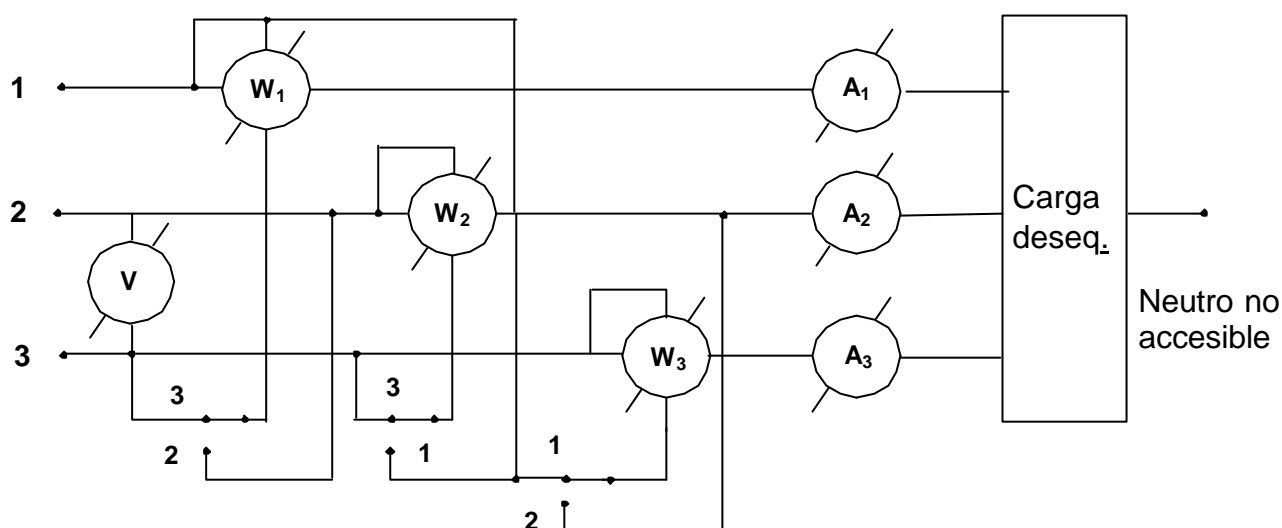 1
W1
A1
2
W2
A2
Carga
deseq.
V
Neutro no
accesible
3
W3
A3
3
3
2
1
1
2